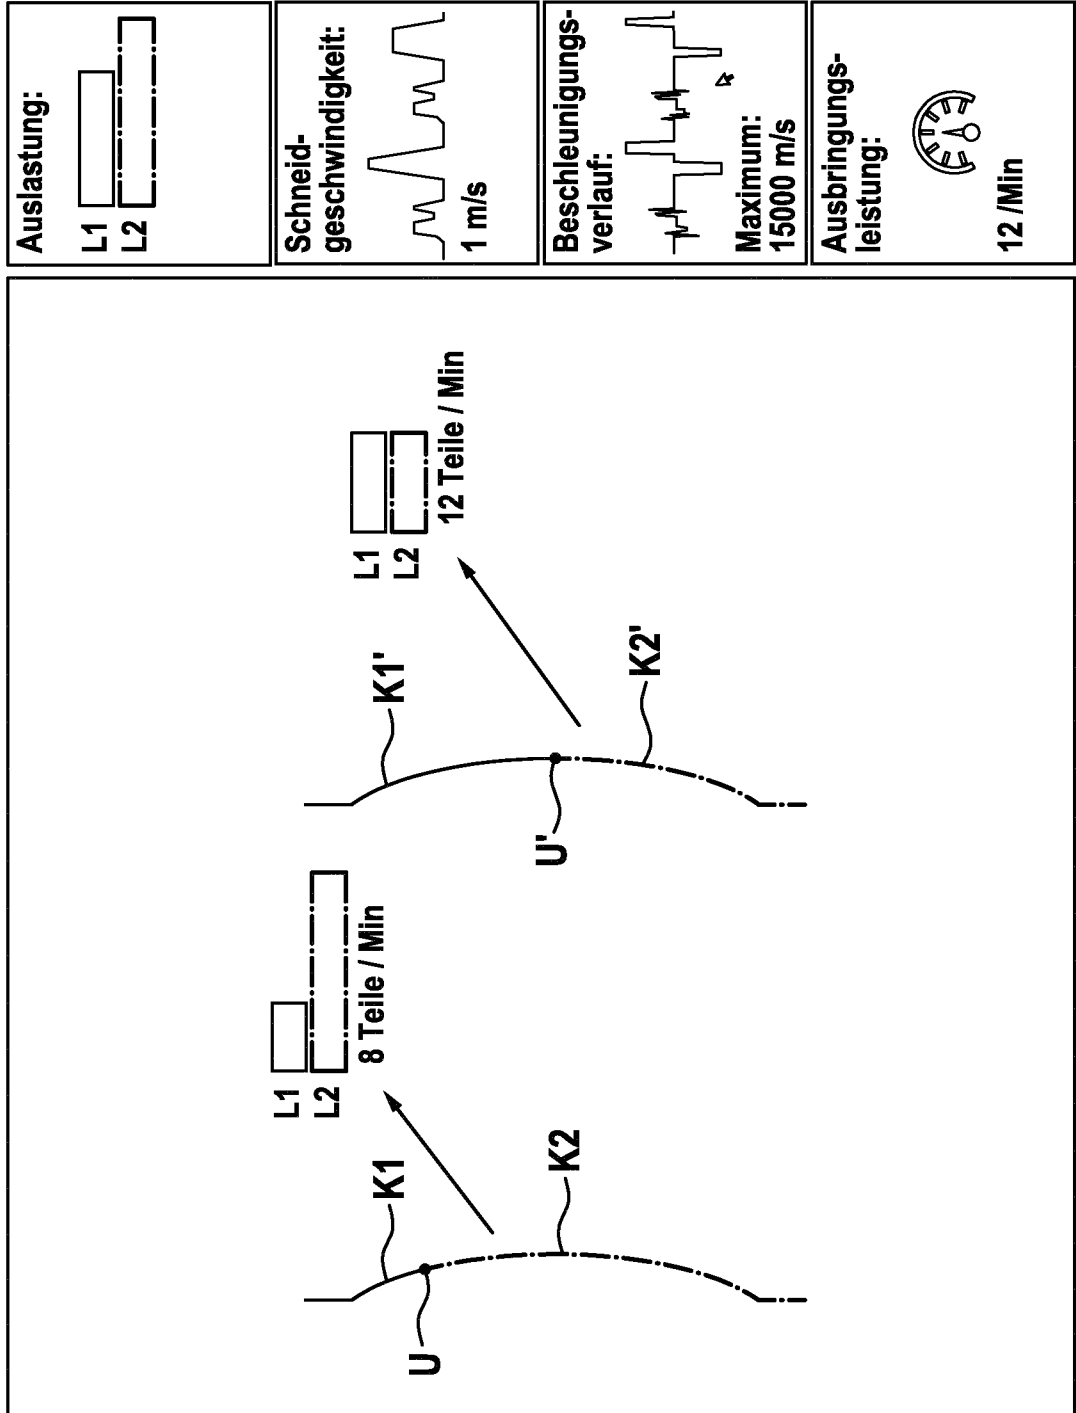 Auslastung:
L1
L2
Schneid-
geschwindigkeit:
1 m/s
Beschleunigungs-
verlauf:
Maximum:
15000 m/s
Ausbringungs-
leistung:
12 /Min
L1
L2
8 Teile / Min
K1
K2
U
L1
L2
12 Teile / Min
K1'
K2'
U'